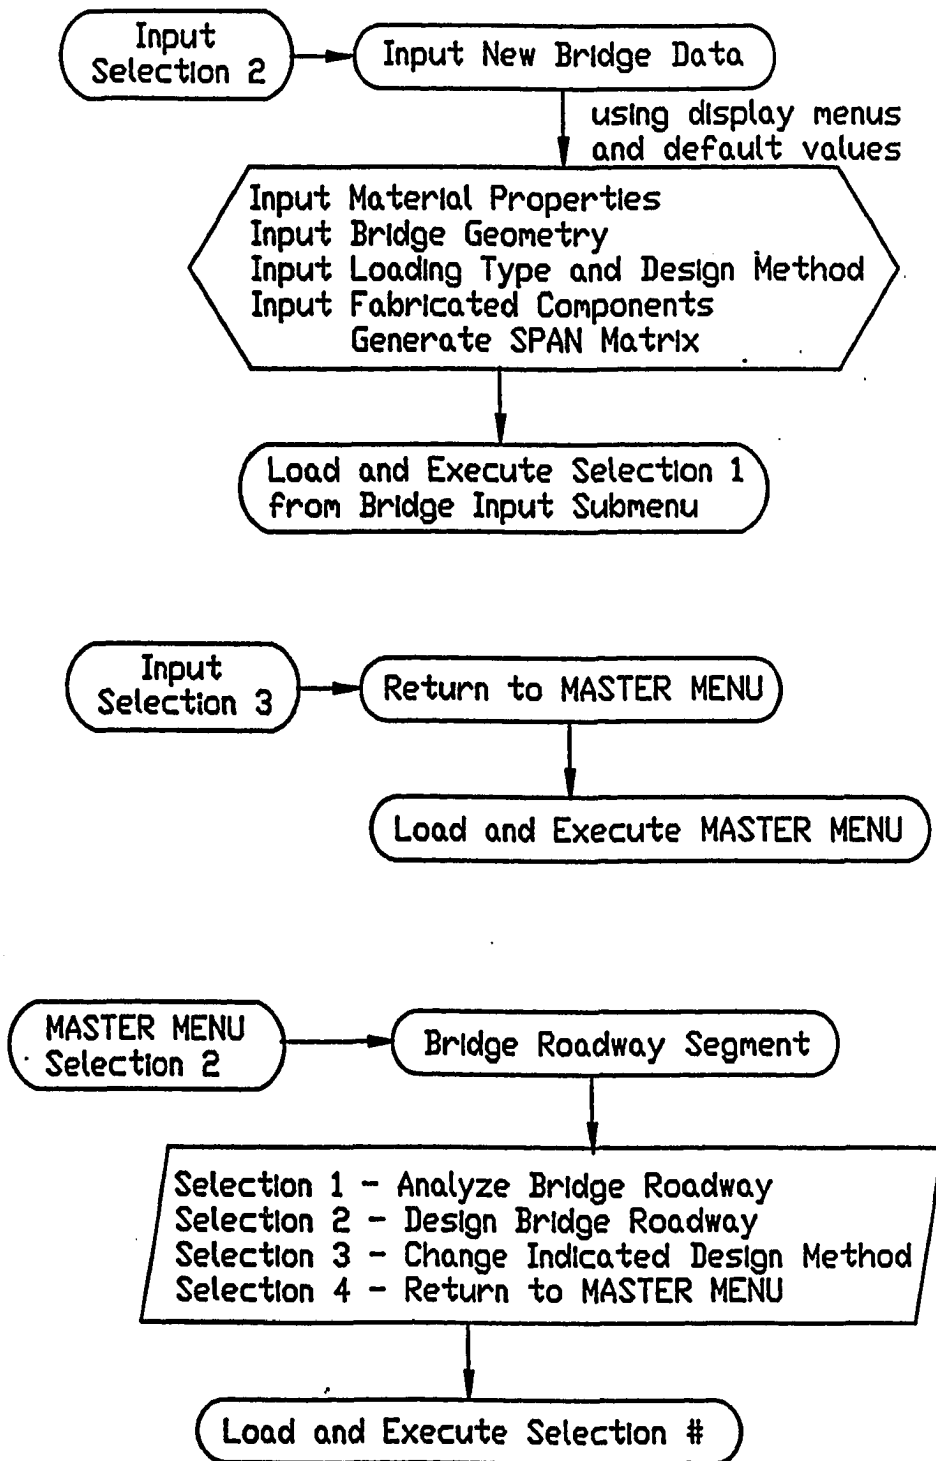 Input
Selection 2
Input New Bridge Data
using display menus
and default values
Input Material Properties
Input Bridge Geometry
Input Loading Type and Design Method
Input Fabricated Components
Generate SPAN Matrix
Load and Execute Selection 1
from Bridge Input Submenu
Input
Selection 3
Return to MASTER MENU
Load and Execute MASTER MENU
MASTER MENU
Selection 2
Bridge Roadway Segment
Selection 1 - Analyze Bridge Roadway
Selection 2 - Design Bridge Roadway
Selection 3 - Change Indicated Design Method
Selection 4 - Return to MASTER MENU
Load and Execute Selection #